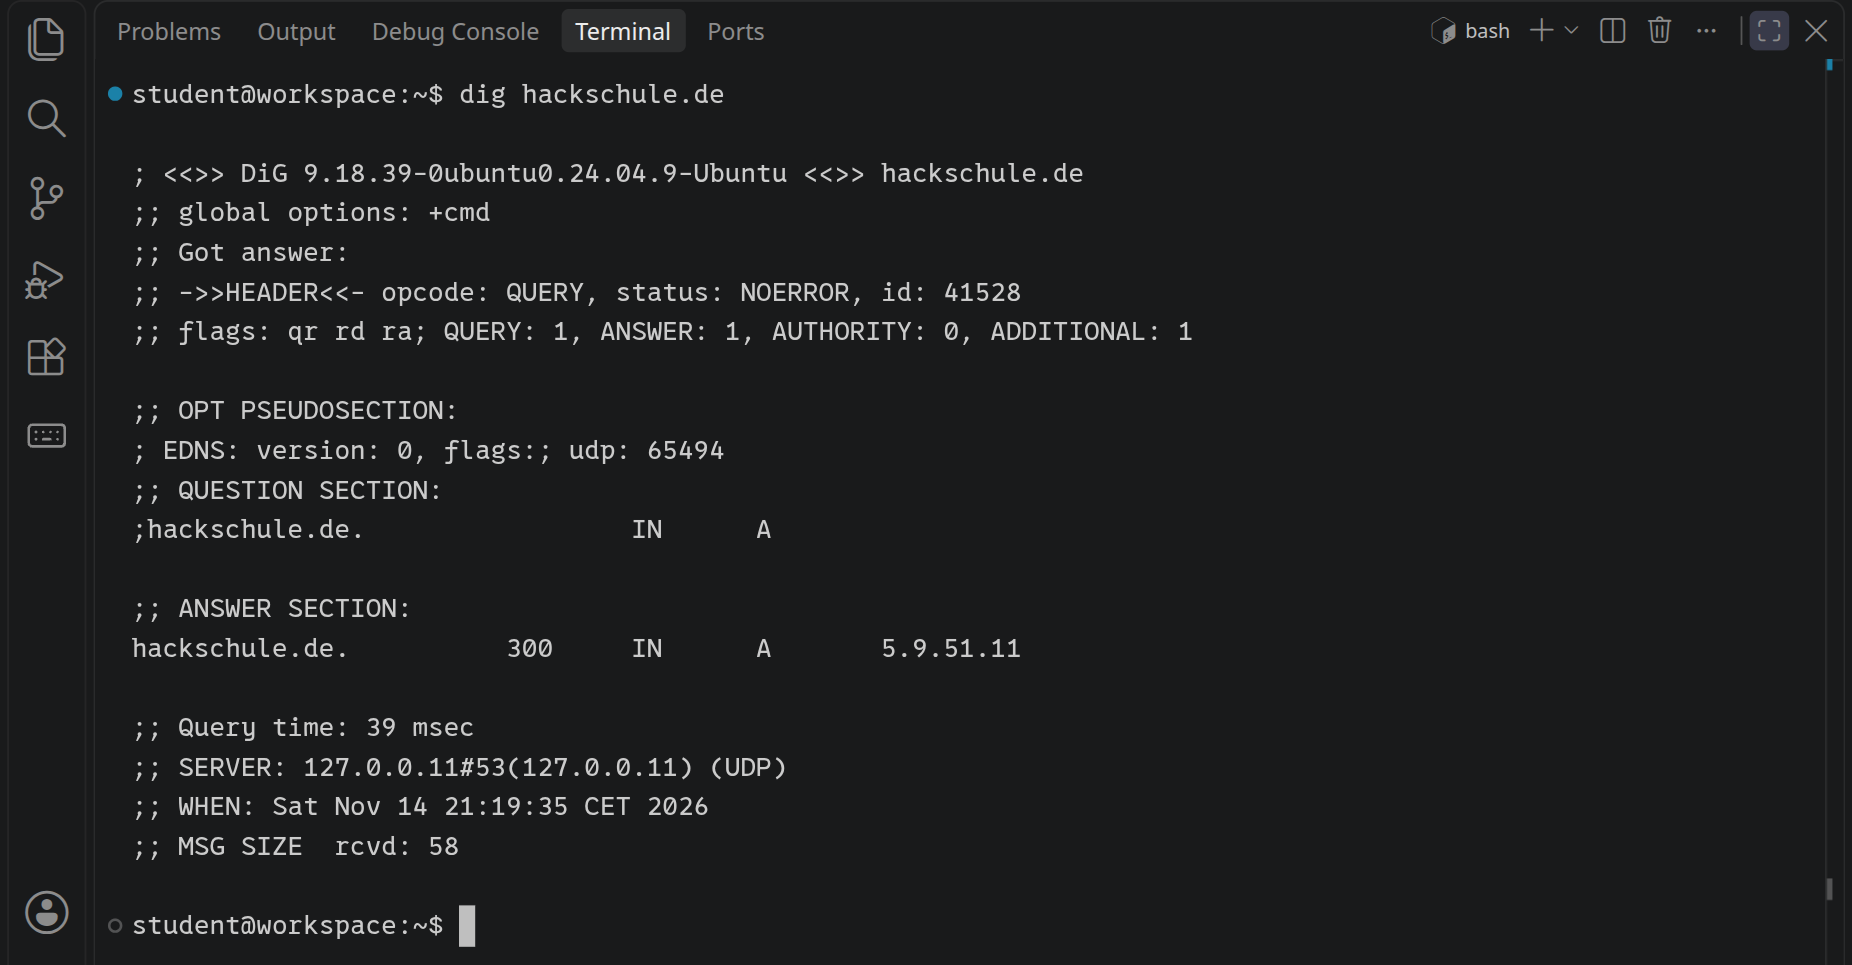 Problems Output Debug Console Terminal Ports bash
student@workspace:~$ dig hackschule.de
; <<>> DiG 9.18.39-0ubuntu0.24.04.9-Ubuntu <<>> hackschule.de
;; global options: +cmd
;; Got answer:
;; ->>HEADER<<- opcode: QUERY, status: NOERROR, id: 41528
;; flags: qr rd ra; QUERY: 1, ANSWER: 1, AUTHORITY: 0, ADDITIONAL: 1
;; OPT PSEUDOSECTION:
; EDNS: version: 0, flags:; udp: 65494
;; QUESTION SECTION:
;hackschule.de. IN A
;; ANSWER SECTION:
hackschule.de. 300 IN A 5.9.51.11
;; Query time: 39 msec
;; SERVER: 127.0.0.11#53(127.0.0.11) (UDP)
;; WHEN: Sat Nov 14 21:19:35 CET 2026
;; MSG SIZE  rcvd: 58
student@workspace:~$